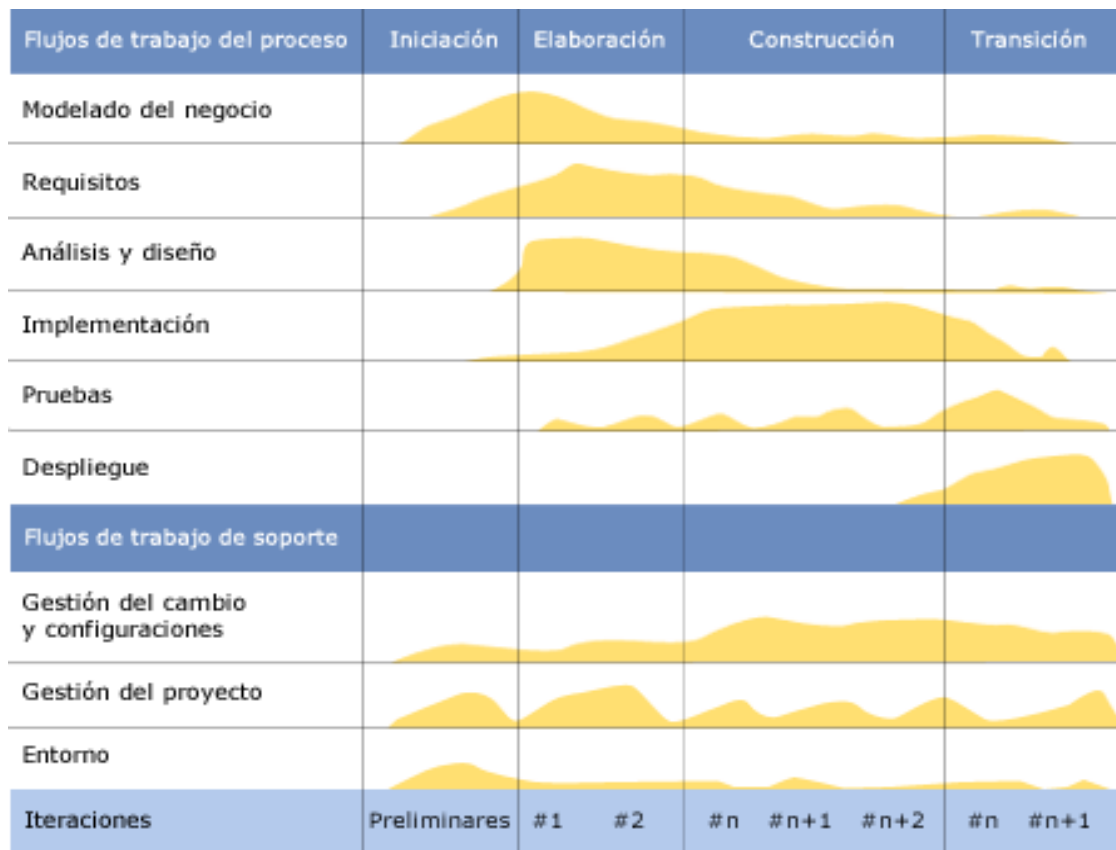 Flujos de trabajo del proceso Iniciación Elaboración Construcción Transición
Modelado del negocio
Requisitos
Análisis y diseño
Implementación
Pruebas
Despliegue
Flujos de trabajo de soporte
Gestión del cambio
y configuraciones
Gestión del proyecto
Entorno
Iteraciones Preliminares #1 #2 #n #n+1 #n+2 #n #n+1